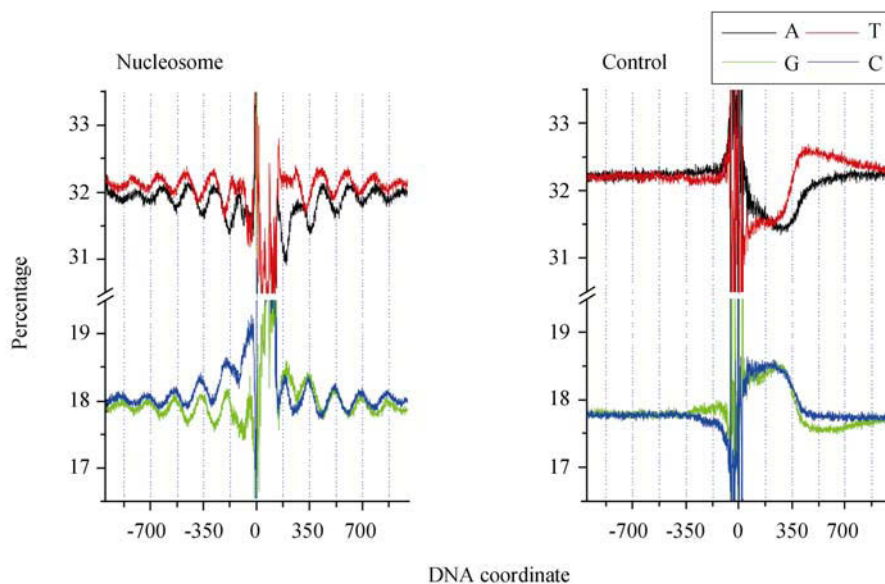 A T
G C
Nucleosome
Control
33
32
31
19
18
17
-700 -350 0 350 700
33
32
31
19
18
17
-700 -350 0 350 700
Percentage
DNA coordinate